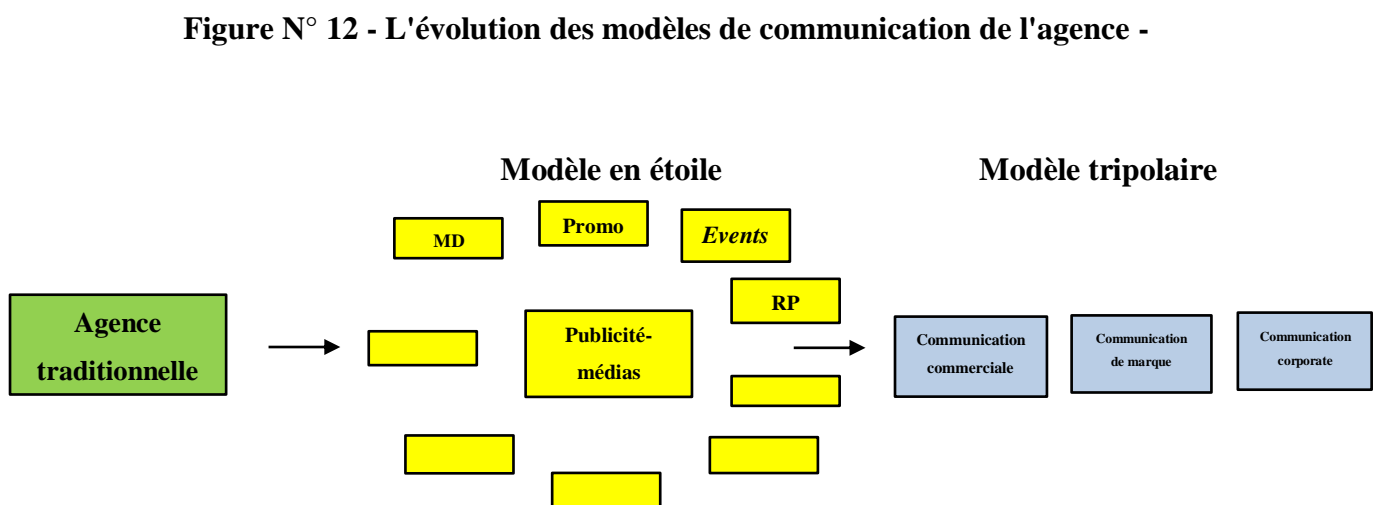 Figure N° 12 - L'évolution des modèles de communication de l'agence -
Modèle en étoile
Modèle tripolaire
MD
Promo
Events
RP
Agence
traditionnelle
Publicité-
médias
Communication
commerciale
Communication
de marque
Communication
corporate